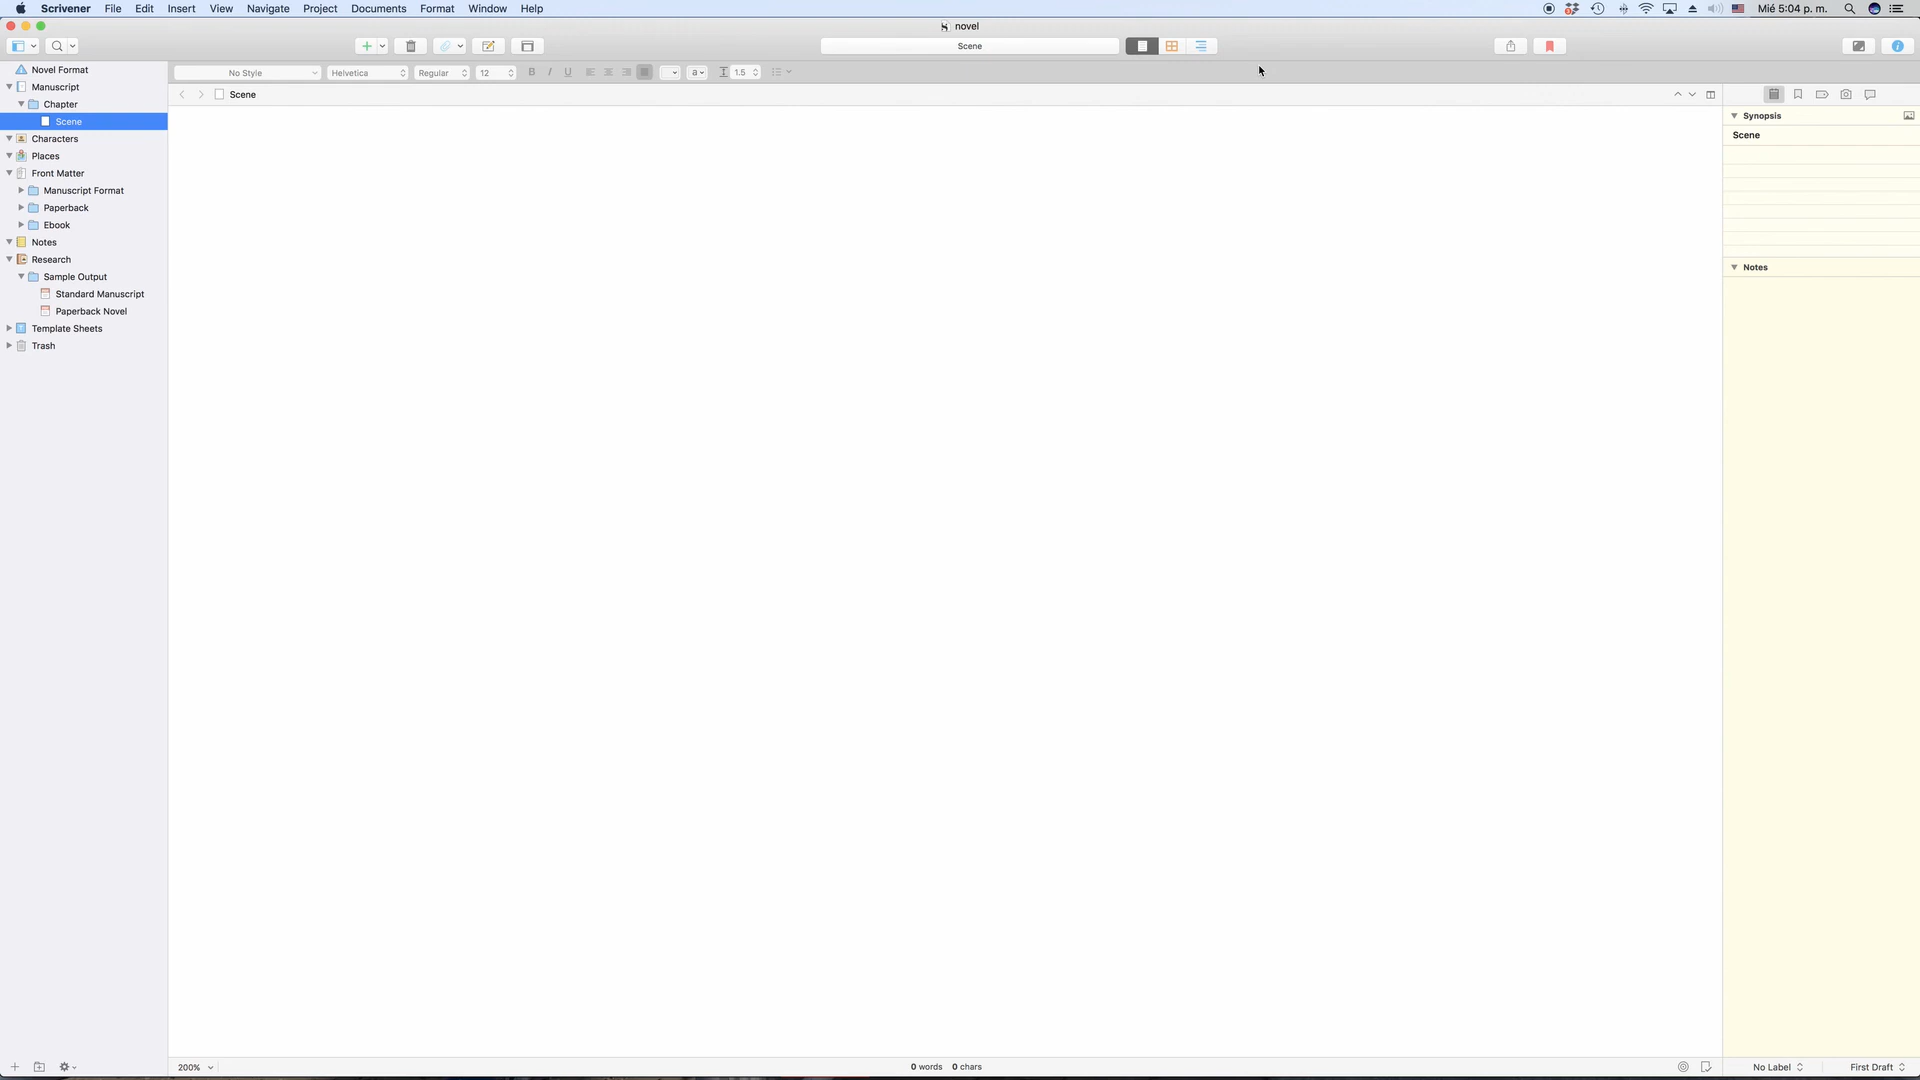 Scrivener File Edit Insert View Navigate Project Documents Format Window Help Mié 5:04 p. m.
novel
Scene
No Style Helvetica Regular 12 B I U a 1.5
Scene
Novel Format
Manuscript
Chapter
Scene
Characters
Places
Front Matter
Manuscript Format
Paperback
Ebook
Notes
Research
Sample Output
Standard Manuscript
Paperback Novel
Template Sheets
Trash
Synopsis
Scene
Notes
200% 0 words 0 chars No Label First Draft